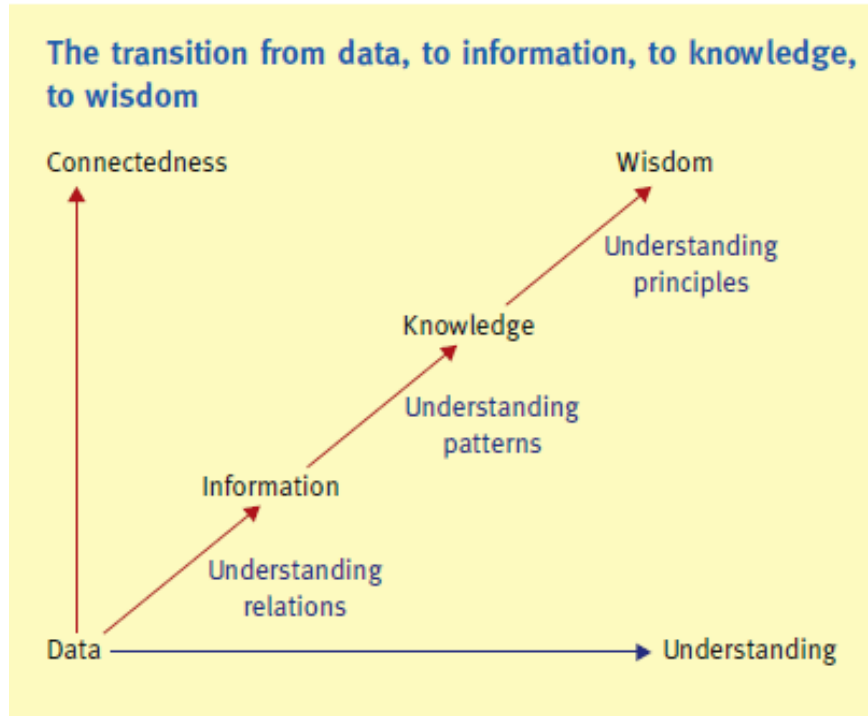 The transition from data, to information, to knowledge,
to wisdom
Connectedness
Wisdom
Understanding
principles
Knowledge
Understanding
patterns
Information
Understanding
relations
Data
Understanding